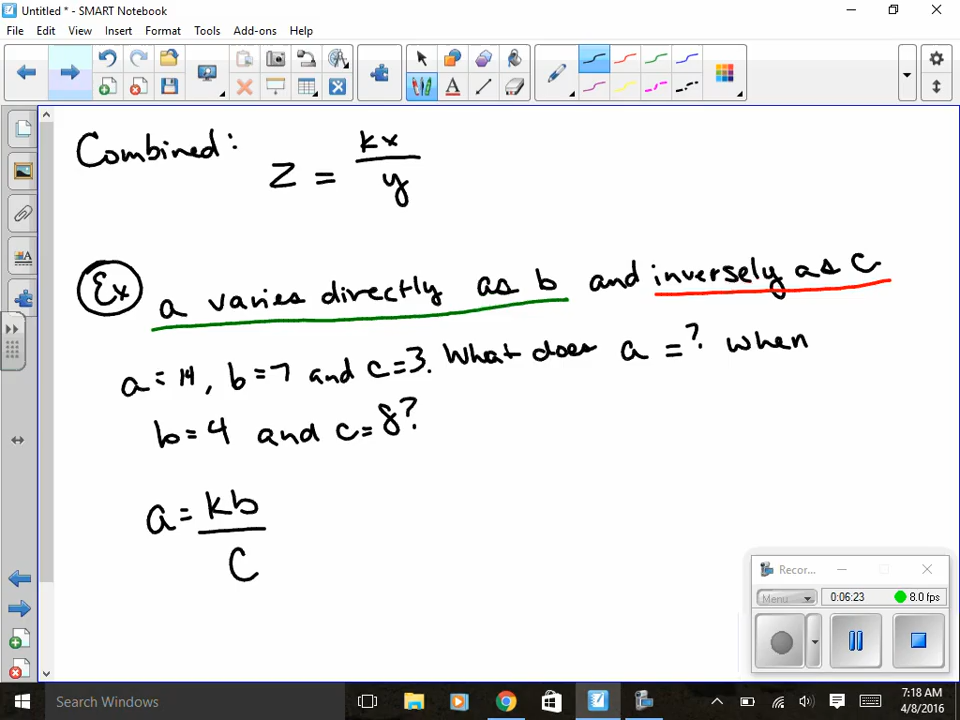 Untitled * - SMART Notebook
File Edit View Insert Format Tools Add-ons Help
Combined: z = kx
y
Ex a varies directly as b and inversely as c
a = 14, b = 7 and c = 3. What does a = ? when
b = 4 and c = 8?
a = kb
c
Recor...
Menu 0:06:23 8.0 fps
Search Windows
7:18 AM
4/8/2016